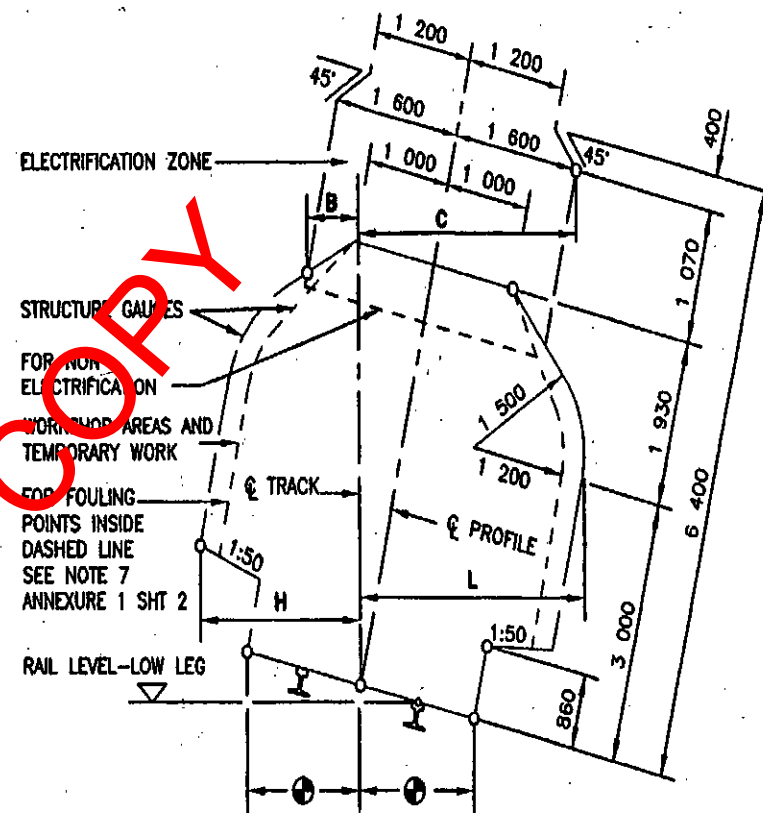 1 200
1 200
45°
1 600
1 600
45°
400
ELECTRIFICATION ZONE
1 000
1 000
B
C
1 070
STRUCTURE GAUGES
FOR NON
ELECTRIFICATION
1 500
1 930
WORKSHOP AREAS AND
TEMPORARY WORK
1 200
6 400
FOR FOULING
POINTS INSIDE
DASHED LINE
SEE NOTE 7
ANNEXURE 1 SHT 2
℄ TRACK
℄ PROFILE
1:50
H
L
1:50
3 000
RAIL LEVEL-LOW LEG
860
COPY